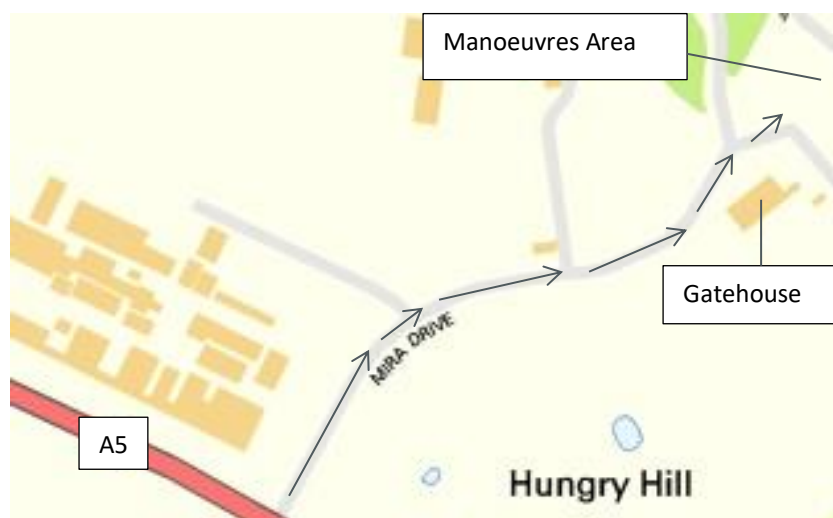 Manoeuvres Area
Gatehouse
MIRA DRIVE
A5
Hungry Hill